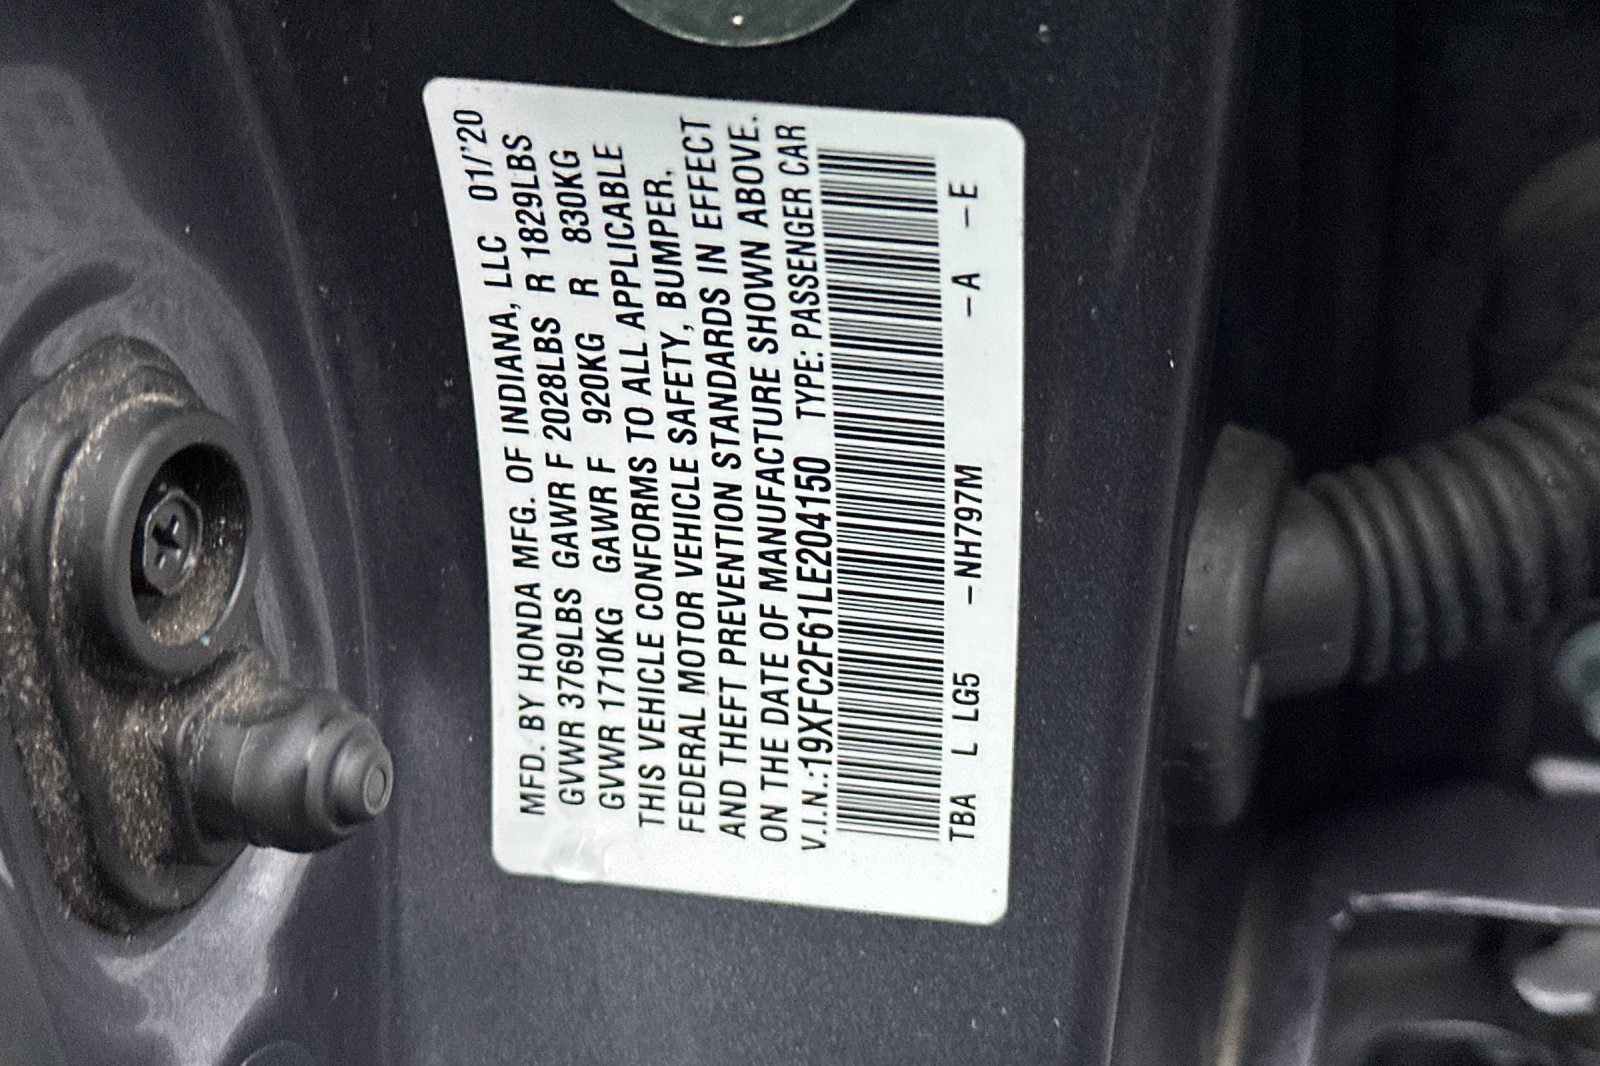 MFD. BY HONDA MFG. OF INDIANA, LLC 01/'20
GVWR 3769LBS GAWR F 2028LBS R 1829LBS
GVWR 1710KG GAWR F 920KG R 830KG
THIS VEHICLE CONFORMS TO ALL APPLICABLE
FEDERAL MOTOR VEHICLE SAFETY, BUMPER,
AND THEFT PREVENTION STANDARDS IN EFFECT
ON THE DATE OF MANUFACTURE SHOWN ABOVE.
V.I.N.:19XFC2F61LE204150 TYPE: PASSENGER CAR
TBA L LG5 -NH797M -A -E